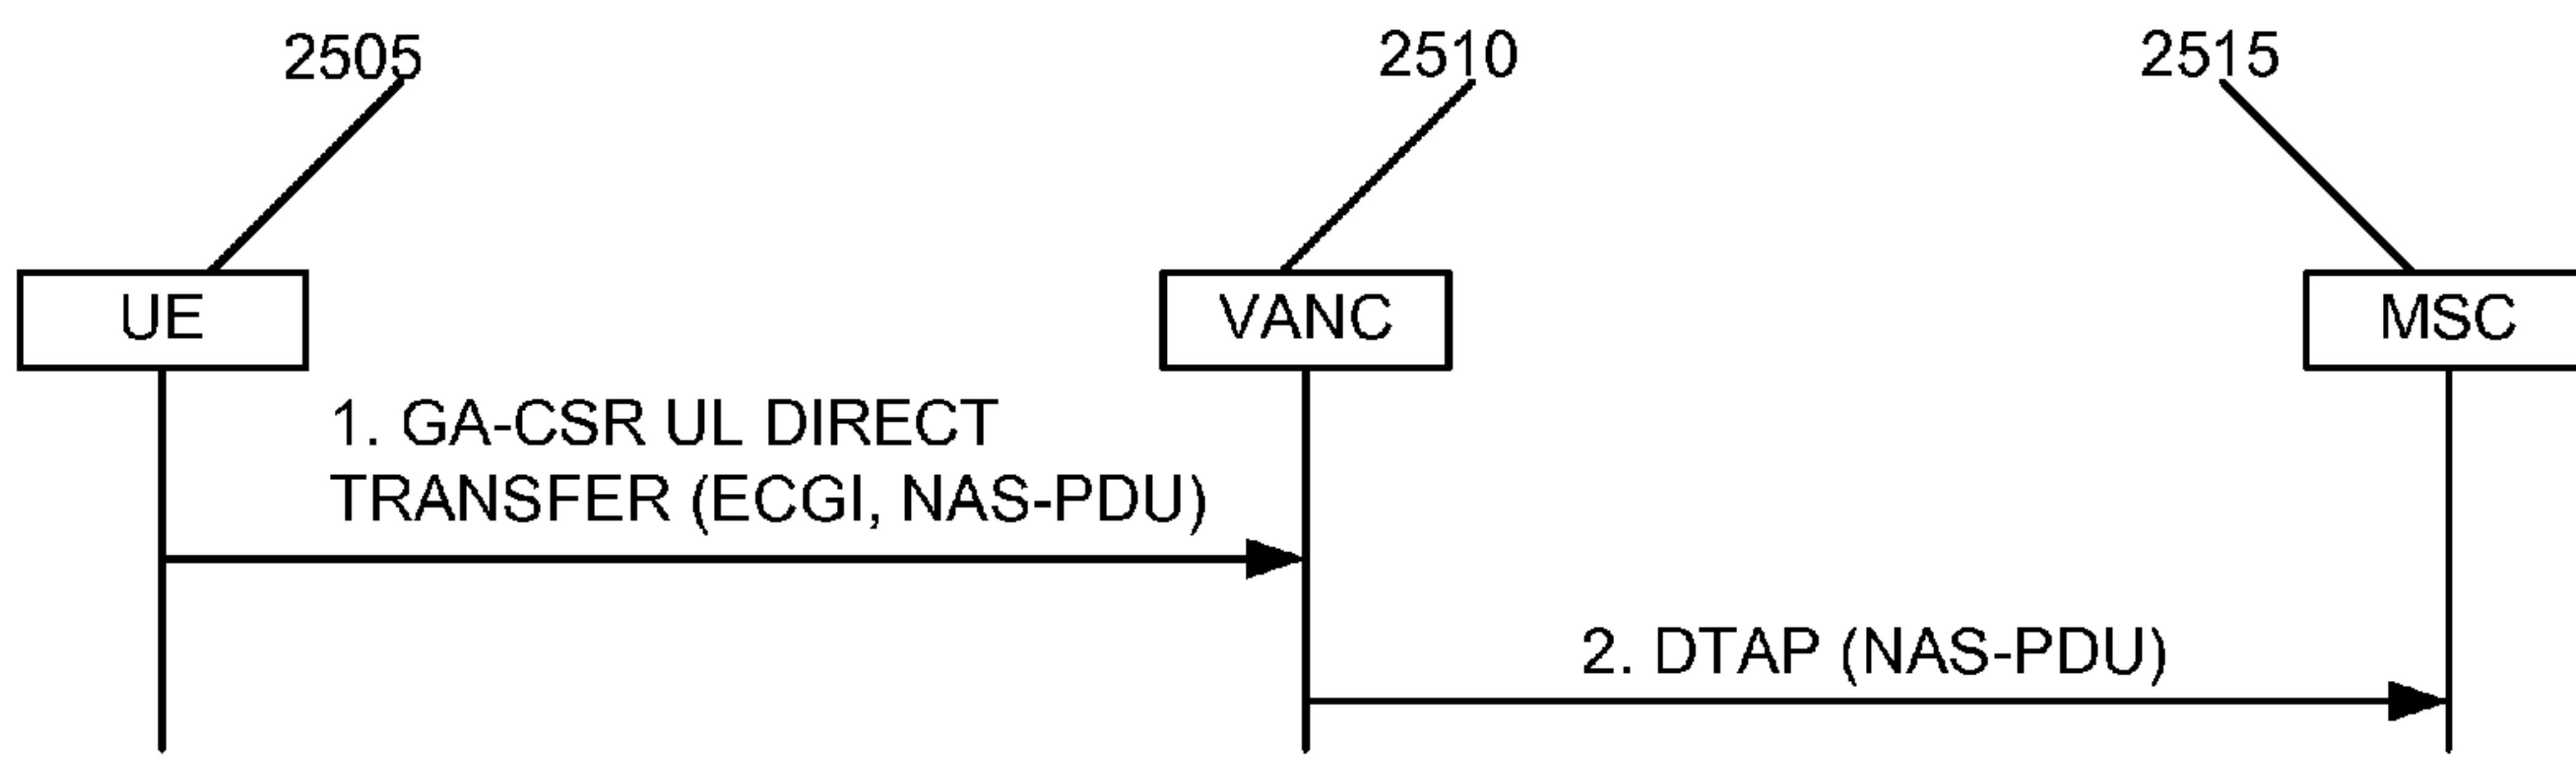 2505
2510
2515
UE
VANC
MSC
1. GA-CSR UL DIRECT
TRANSFER (ECGI, NAS-PDU)
2. DTAP (NAS-PDU)